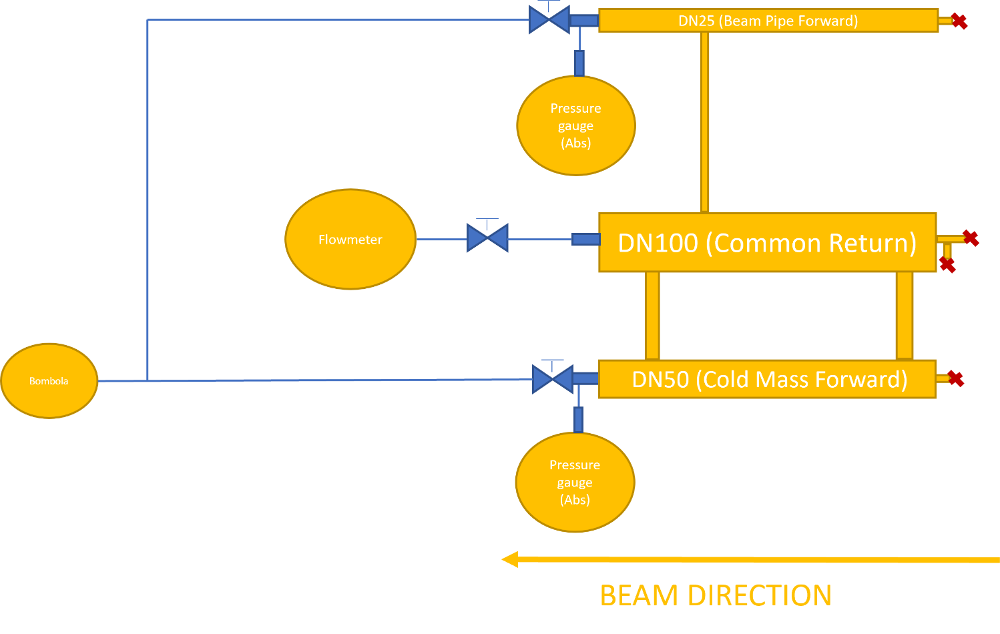 DN25 (Beam Pipe Forward)
Pressure
gauge
(Abs)
Flowmeter
DN100 (Common Return)
Bombola
DN50 (Cold Mass Forward)
Pressure
gauge
(Abs)
BEAM DIRECTION